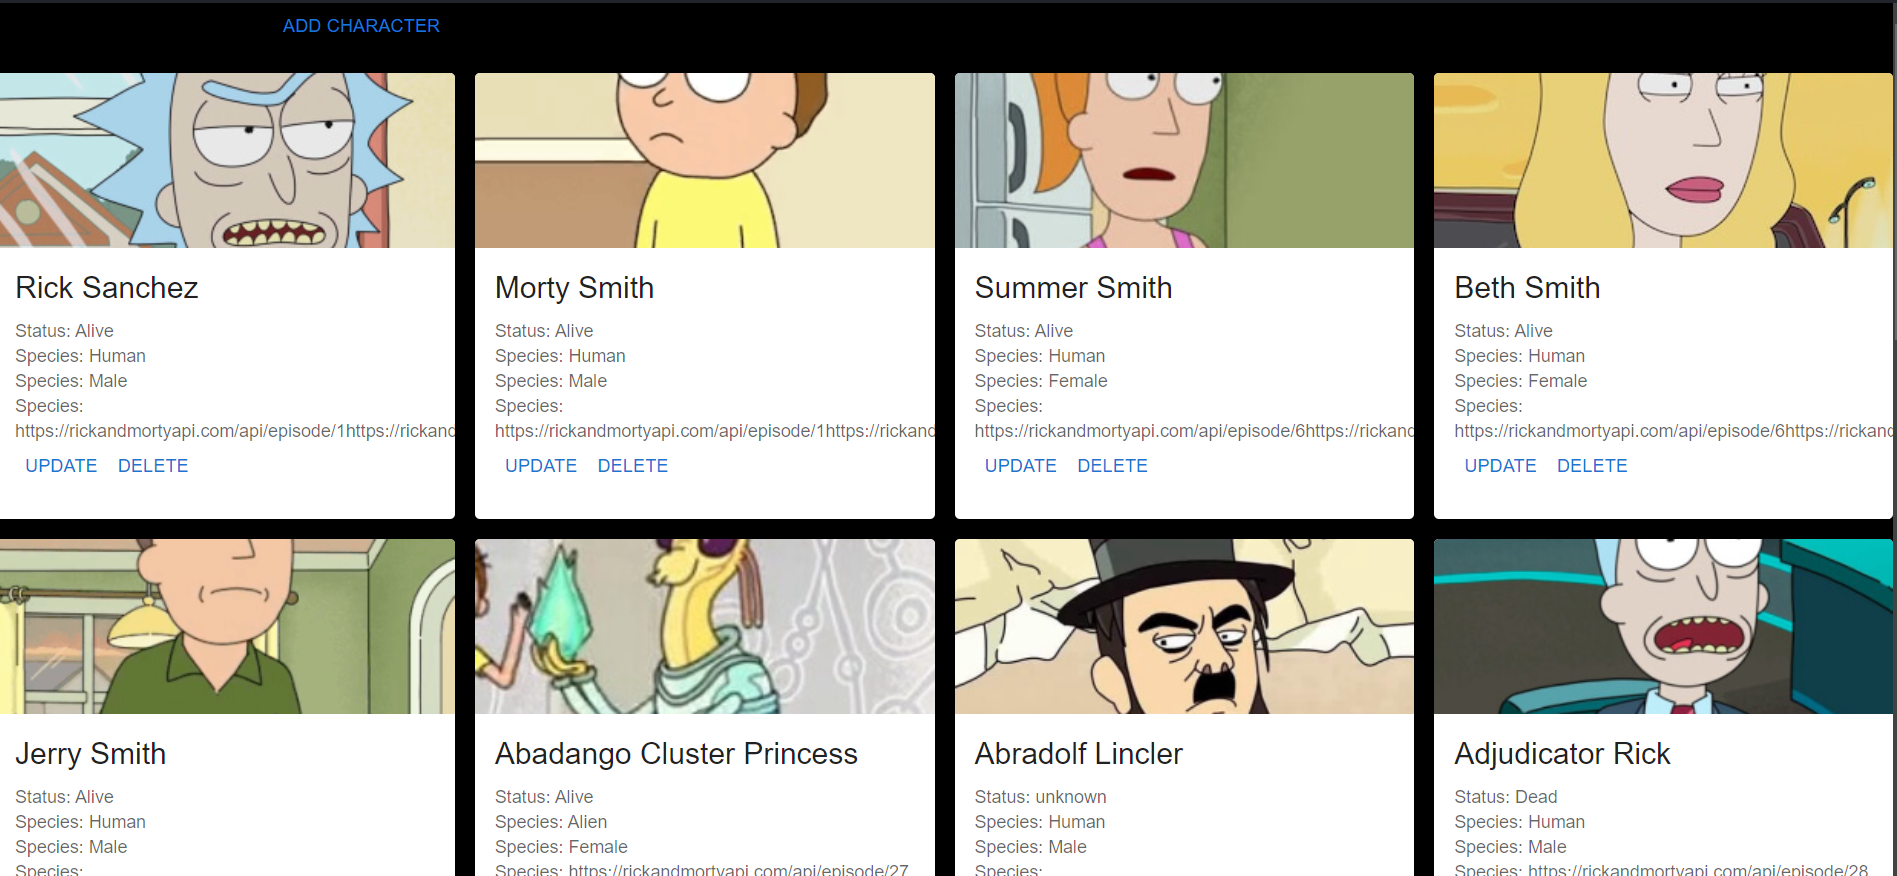 ADD CHARACTER
Rick Sanchez
Status: Alive
Species: Human
Species: Male
Species:
https://rickandmortyapi.com/api/episode/1https://rickand
UPDATE DELETE
Morty Smith
Status: Alive
Species: Human
Species: Male
Species:
https://rickandmortyapi.com/api/episode/1https://rickand
UPDATE DELETE
Summer Smith
Status: Alive
Species: Human
Species: Female
Species:
https://rickandmortyapi.com/api/episode/6https://rickand
UPDATE DELETE
Beth Smith
Status: Alive
Species: Human
Species: Female
Species:
https://rickandmortyapi.com/api/episode/6https://rickand
UPDATE DELETE
Jerry Smith
Status: Alive
Species: Human
Species: Male
Species:
Abadango Cluster Princess
Status: Alive
Species: Alien
Species: Female
Species: https://rickandmortyapi.com/api/episode/27
Abradolf Lincler
Status: unknown
Species: Human
Species: Male
Species:
Adjudicator Rick
Status: Dead
Species: Human
Species: Male
Species: https://rickandmortyapi.com/api/episode/28